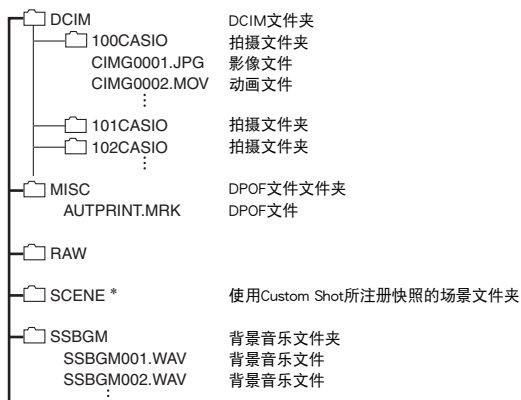 DCIM DCIM文件夹
100CASIO 拍摄文件夹
CIMG0001.JPG 影像文件
CIMG0002.MOV 动画文件
101CASIO 拍摄文件夹
102CASIO 拍摄文件夹
MISC DPOF文件文件夹
AUTPRINT.MRK DPOF文件
RAW
SCENE * 使用Custom Shot所注册快照的场景文件夹
SSBGM 背景音乐文件夹
SSBGM001.WAV 背景音乐文件
SSBGM002.WAV 背景音乐文件